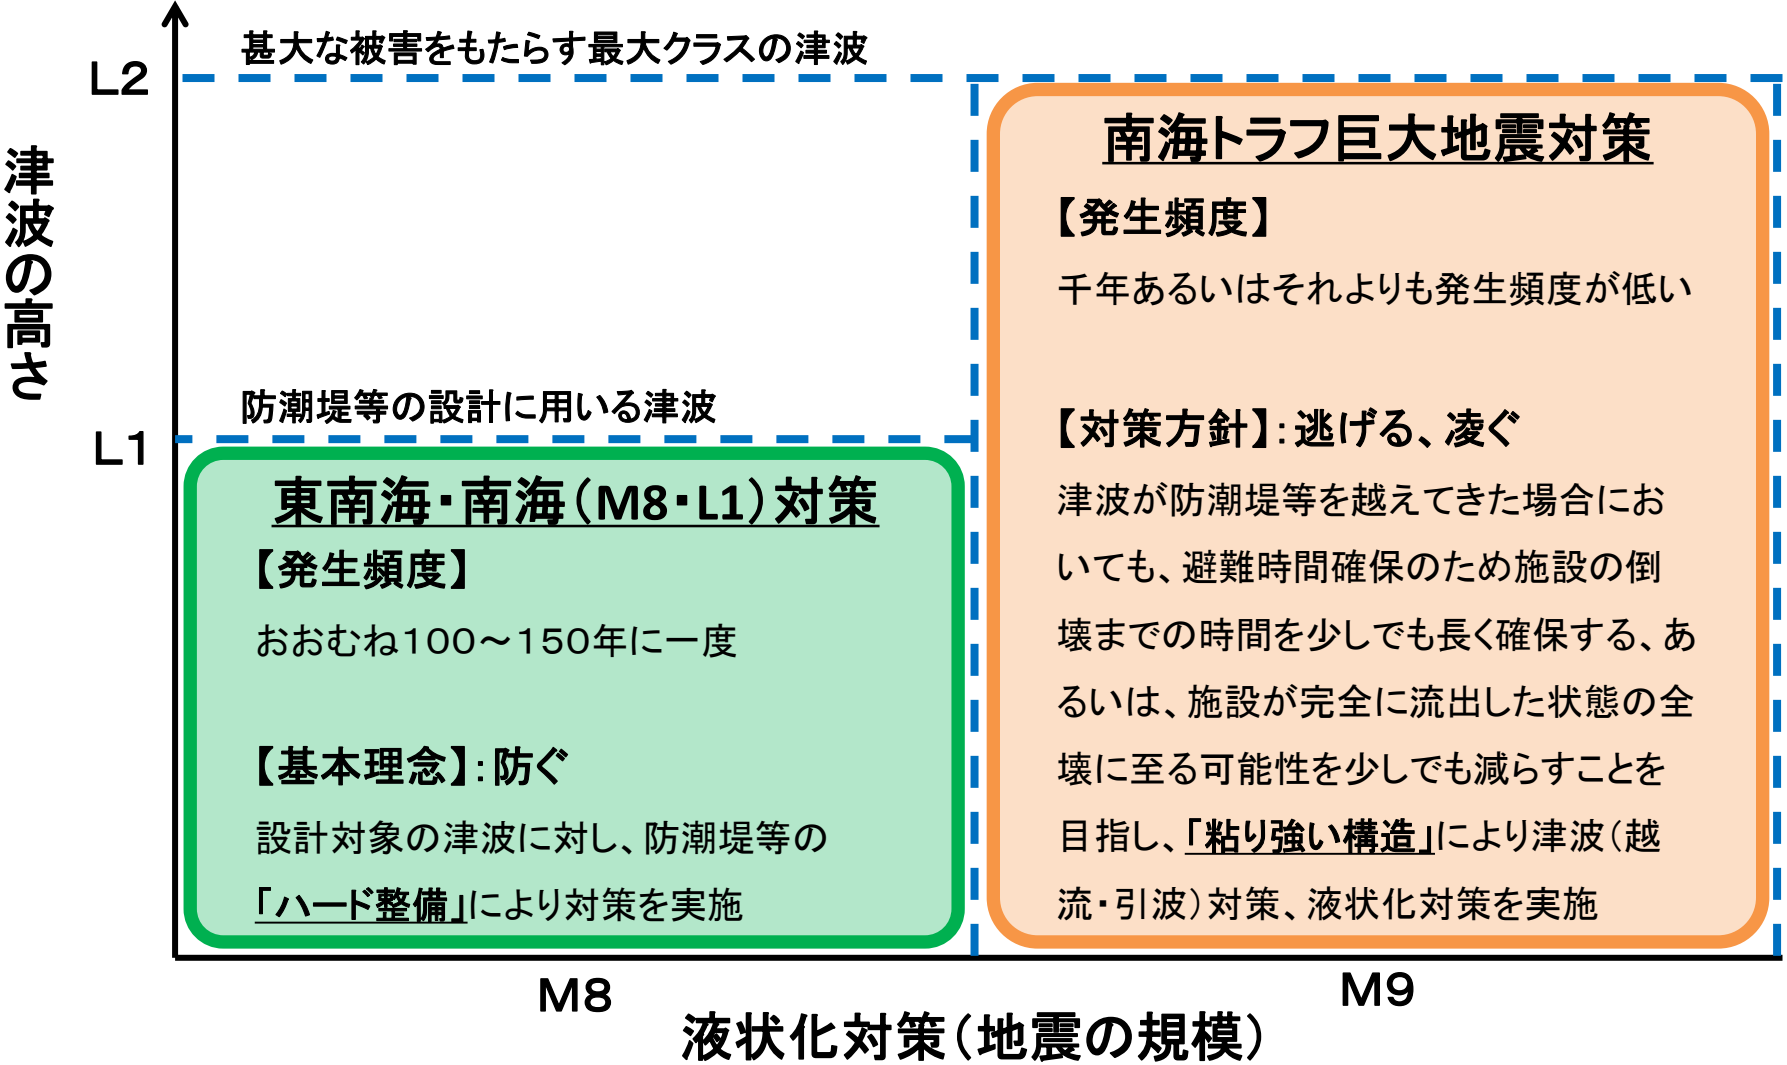 甚大な被害をもたらす最大クラスの津波
L2
津波の高さ
防潮堤等の設計に用いる津波
L1
東南海・南海（M8・L1）対策
【発生頻度】
おおむね１００～１５０年に一度
【基本理念】：防ぐ
設計対象の津波に対し、防潮堤等の
「ハード整備」により対策を実施
南海トラフ巨大地震対策
【発生頻度】
千年あるいはそれよりも発生頻度が低い
【対策方針】：逃げる、凌ぐ
津波が防潮堤等を越えてきた場合にお
いても、避難時間確保のため施設の倒
壊までの時間を少しでも長く確保する、あ
るいは、施設が完全に流出した状態の全
壊に至る可能性を少しでも減らすことを
目指し、「粘り強い構造」により津波（越
流・引波）対策、液状化対策を実施
M8
M9
液状化対策（地震の規模）